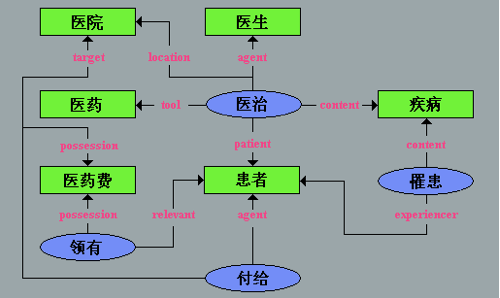 医院 医生
target location agent
医药 tool 医治 content 疾病
possession patient content
医药费 患者 罹患
possession relevant agent experiencer
领有 付给